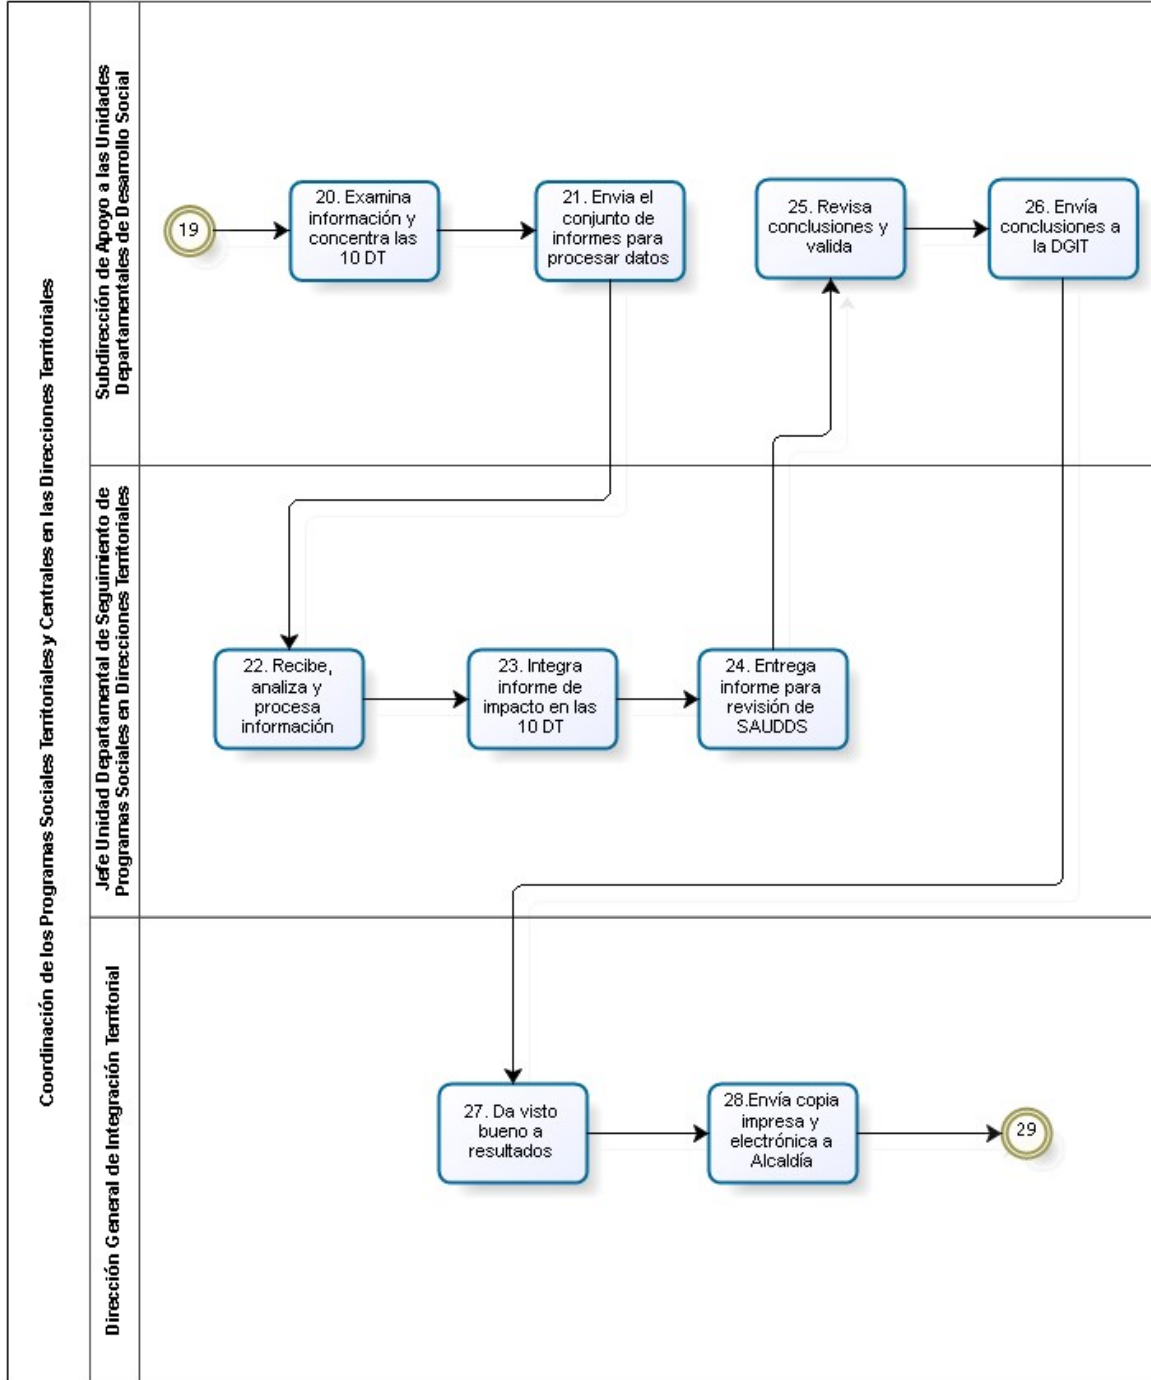 Coordinación de los Programas Sociales Territoriales y Centrales en las Direcciones Territoriales
Subdirección de Apoyo a las Unidades
Departamentales de Desarrollo Social
19
20. Examina
información y
concentra las
10 DT
21. Envia el
conjunto de
informes para
procesar datos
25. Revisa
conclusiones y
valida
26. Envía
conclusiones a
la DGIT
Jefe Unidad Departamental de Seguimiento de
Programas Sociales en Direcciones Territoriales
22. Recibe,
analiza y
procesa
información
23. Integra
informe de
impacto en las
10 DT
24. Entrega
informe para
revisión de
SAUDDS
Dirección General de Integración Territorial
27. Da visto
bueno a
resultados
28.Envía copia
impresa y
electrónica a
Alcaldía
29